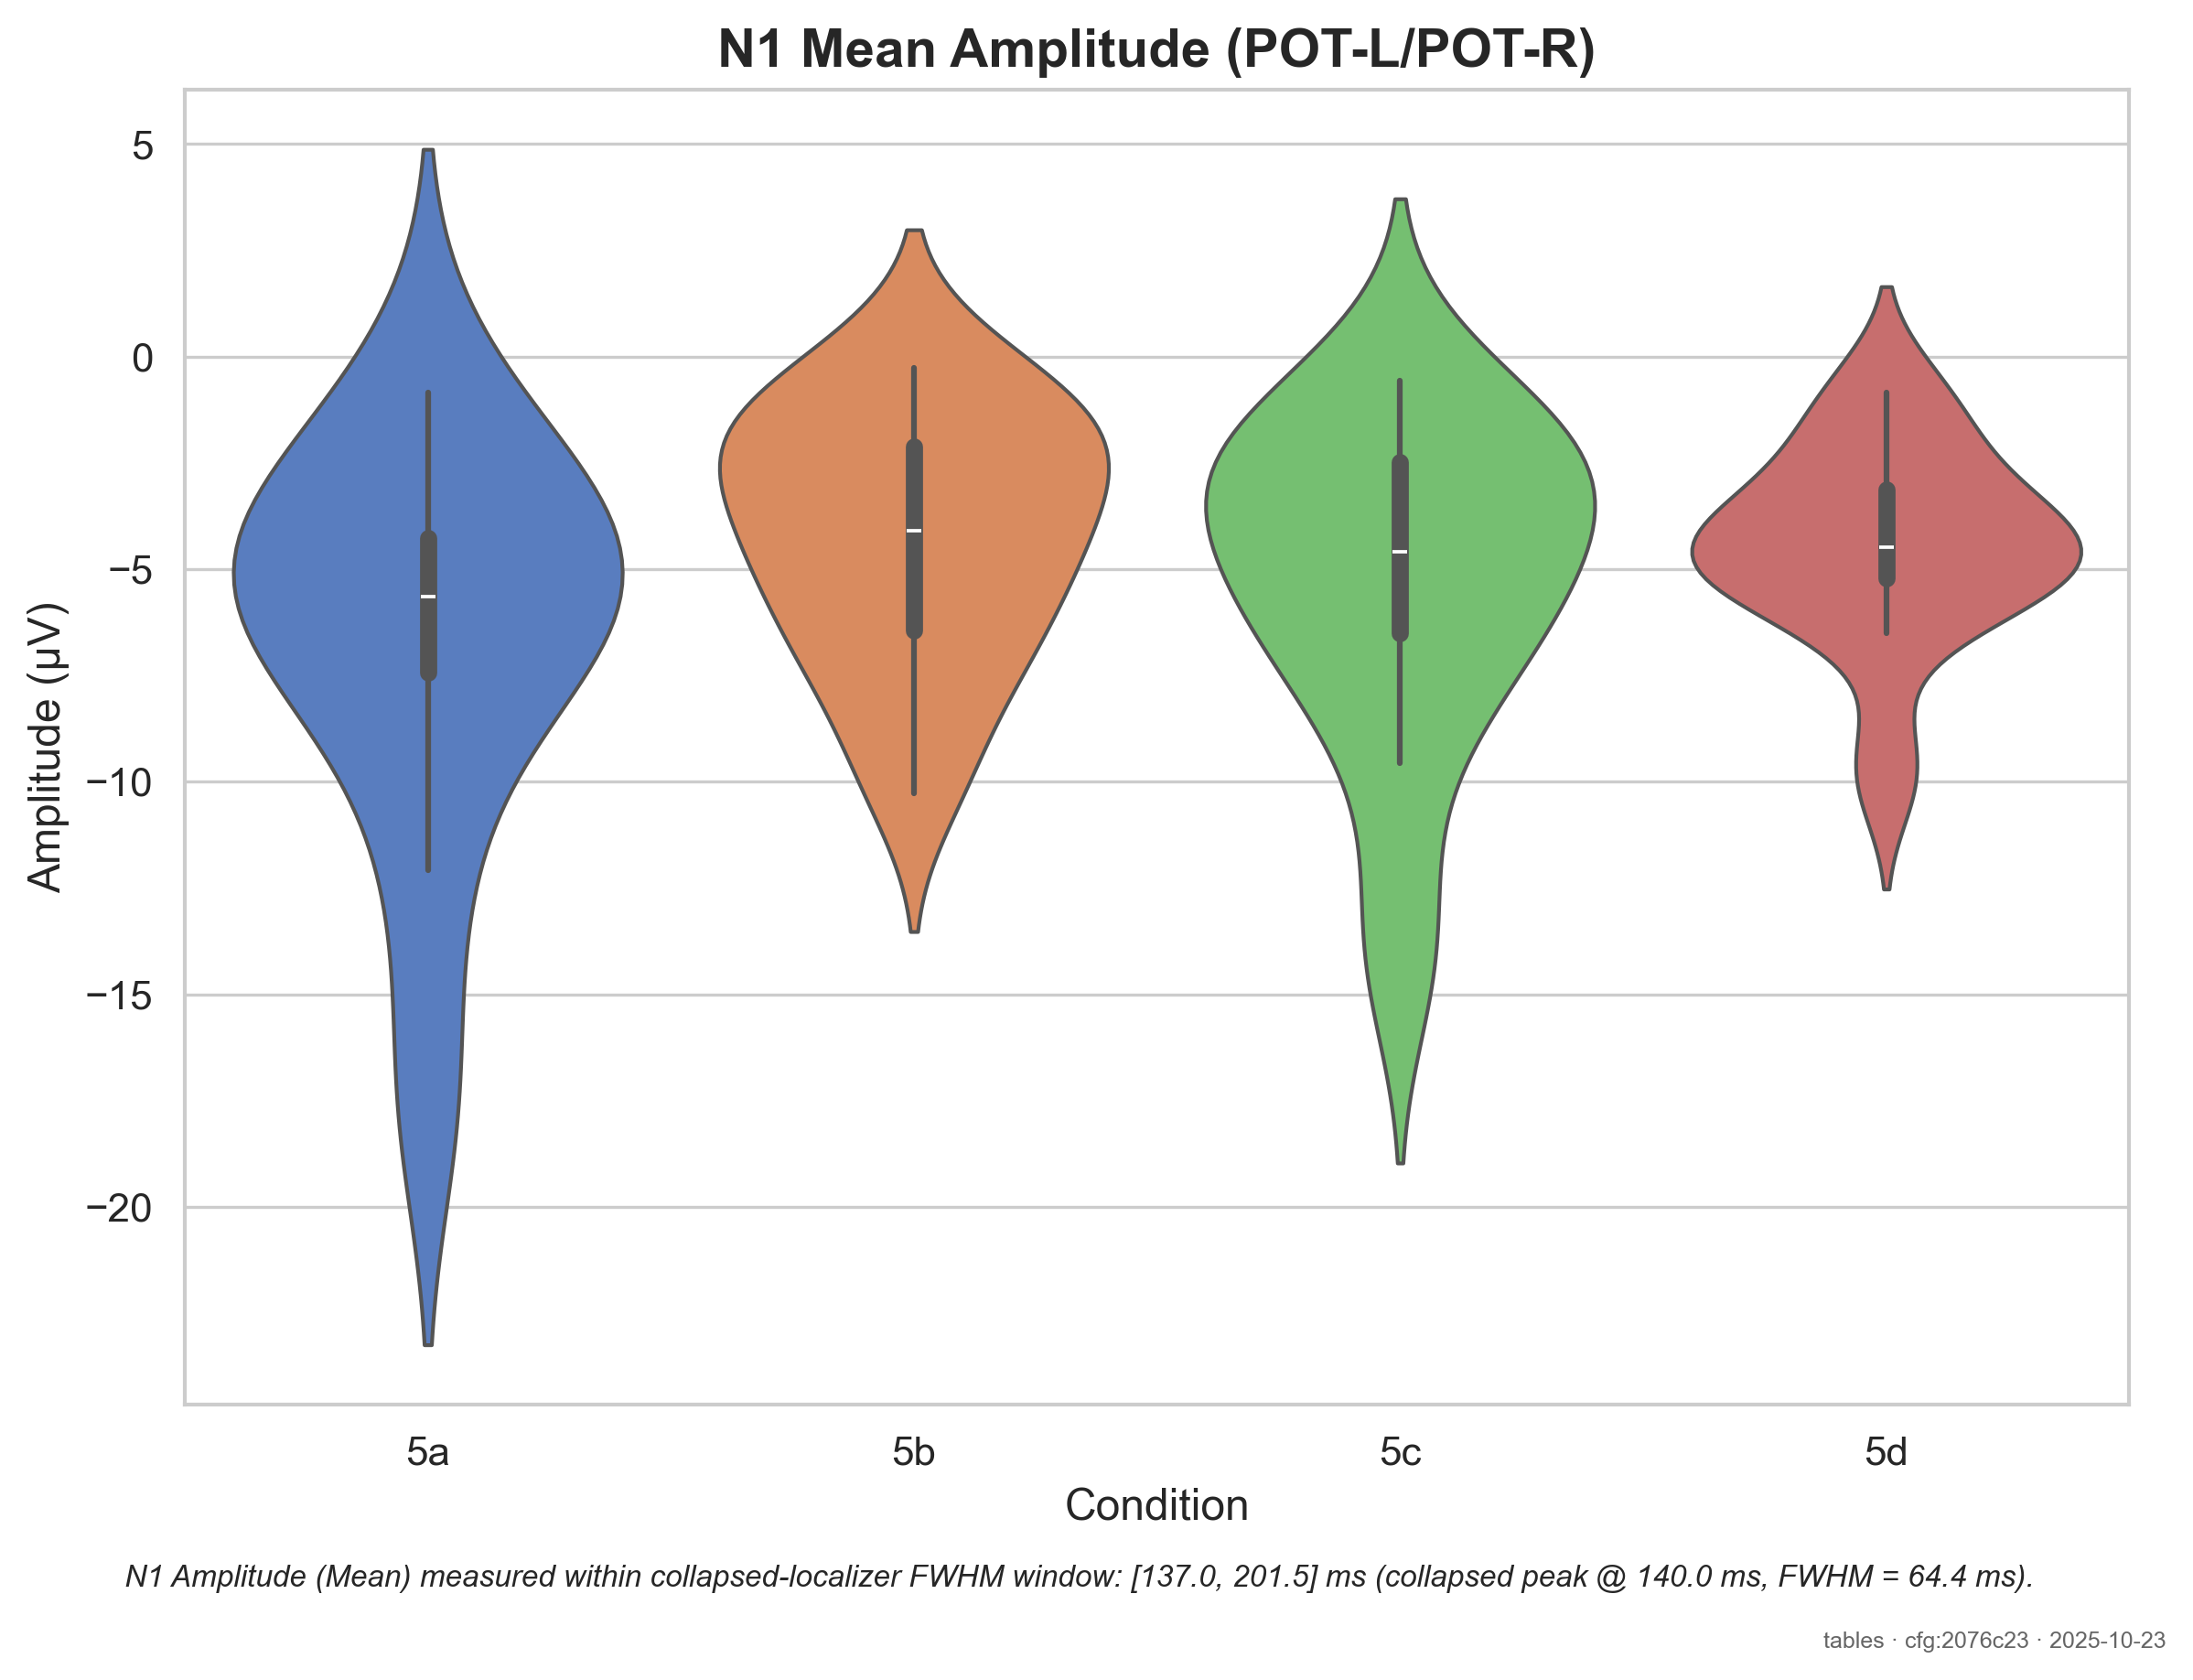 N1 Mean Amplitude (POT-L/POT-R)
5
0
−5
−10
−15
−20
Amplitude (µV)
5a 5b 5c 5d
Condition
N1 Amplitude (Mean) measured within collapsed-localizer FWHM window: [137.0, 201.5] ms (collapsed peak @ 140.0 ms, FWHM = 64.4 ms).
tables · cfg:2076c23 · 2025-10-23